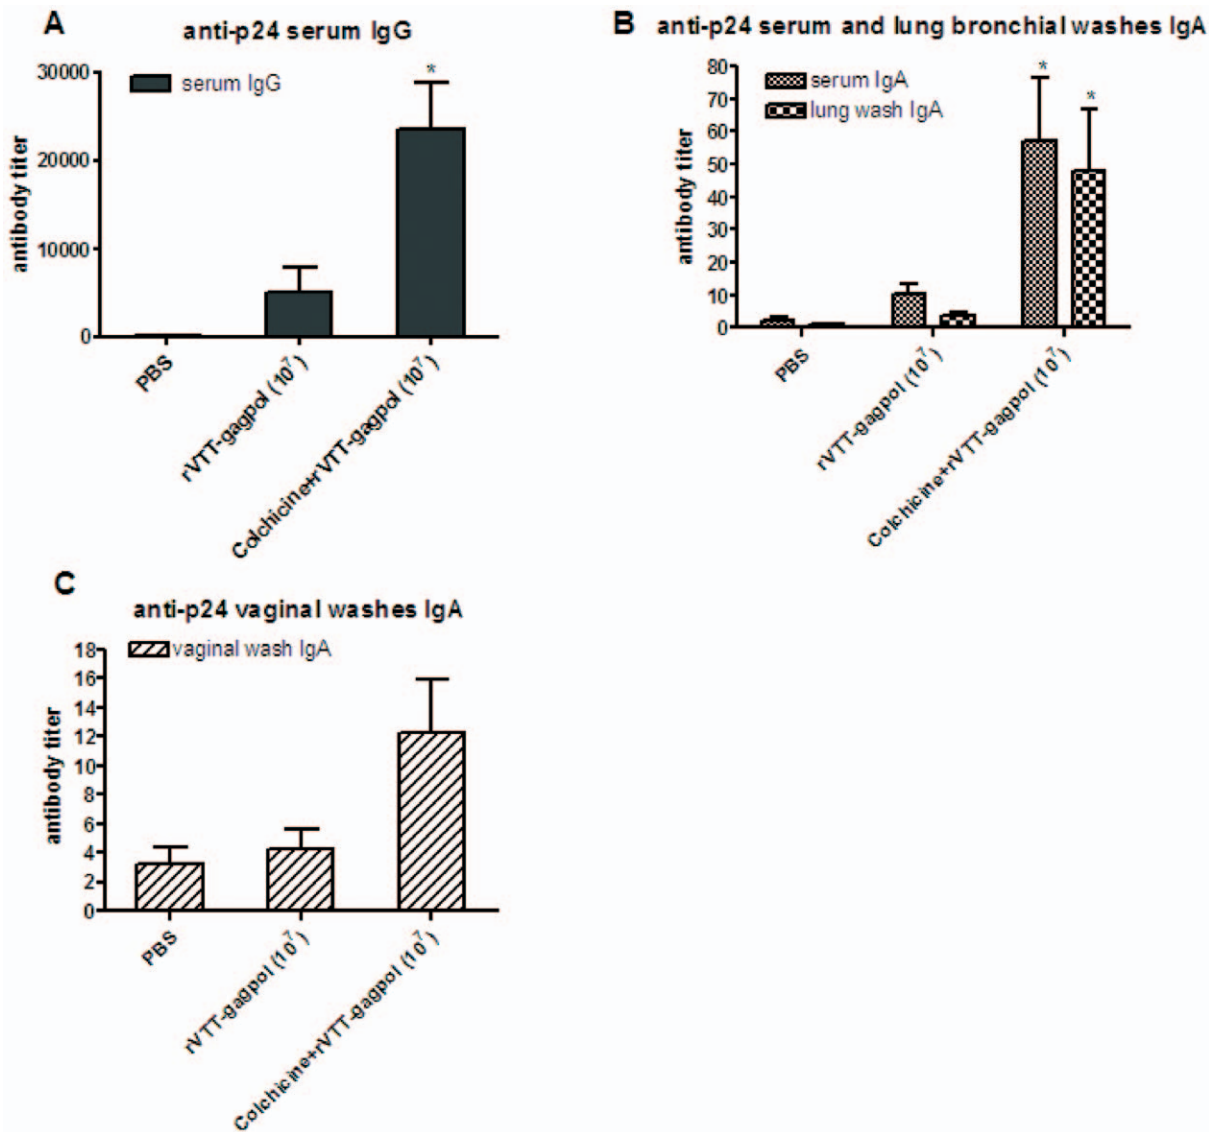 A
anti-p24 serum IgG
serum IgG
antibody titer
30000
20000
10000
0
*
PBS
rVTT-gagpol (10⁷)
Colchicine+rVTT-gagpol (10⁷)
B
anti-p24 serum and lung bronchial washes IgA
serum IgA
lung wash IgA
antibody titer
80
70
60
50
40
30
20
10
0
*
*
PBS
rVTT-gagpol (10⁷)
Colchicine+rVTT-gagpol (10⁷)
C
anti-p24 vaginal washes IgA
vaginal wash IgA
antibody titer
18
16
14
12
10
8
6
4
2
0
PBS
rVTT-gagpol (10⁷)
Colchicine+rVTT-gagpol (10⁷)